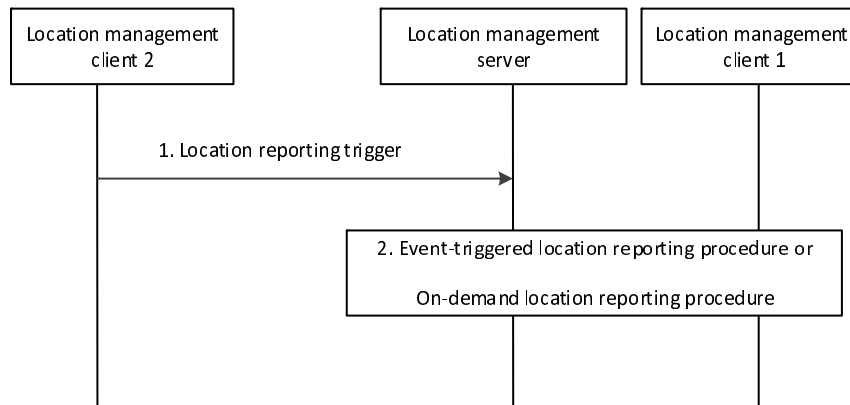 Location management
client 2
Location management
server
Location management
client 1
1. Location reporting trigger
2. Event-triggered location reporting procedure or
On-demand location reporting procedure